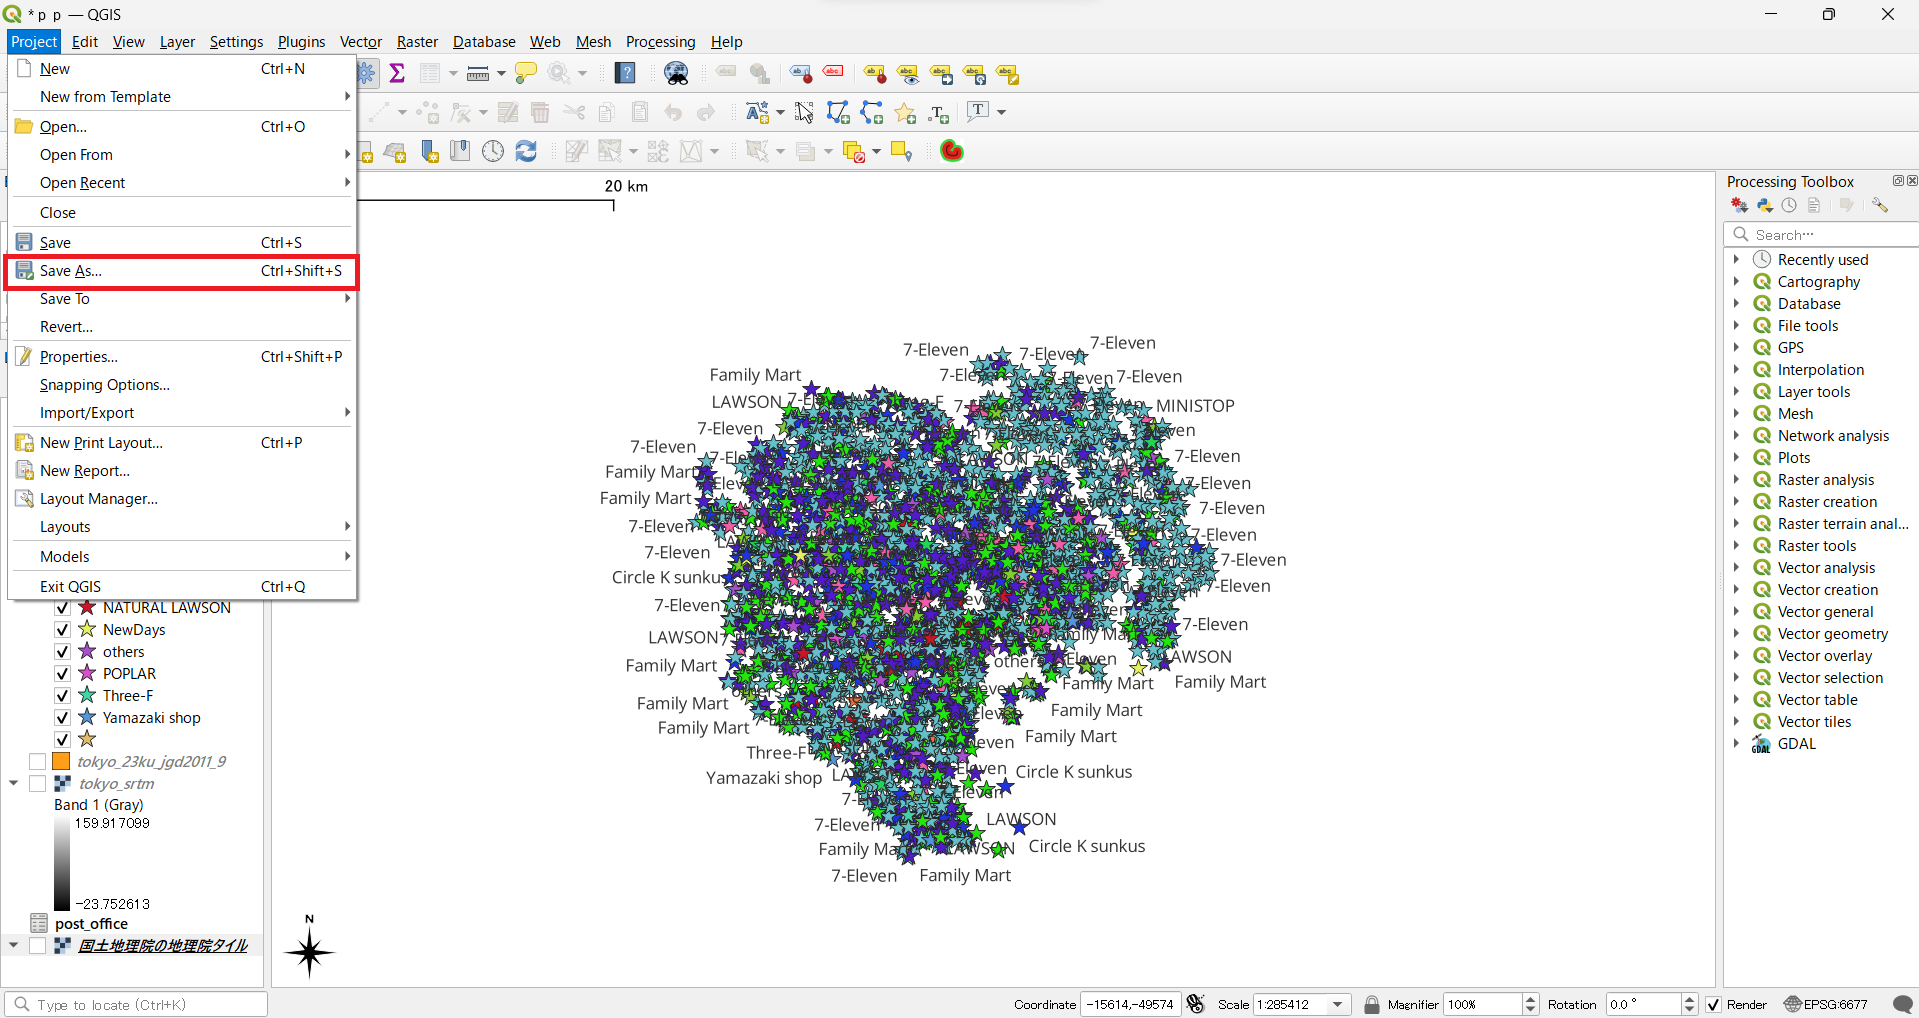 *p p — QGIS
Project Edit View Layer Settings Plugins Vector Raster Database Web Mesh Processing Help
New Ctrl+N
New from Template
Open... Ctrl+O
Open From
Open Recent
Close
Save Ctrl+S
Save As... Ctrl+Shift+S
Save To
Revert...
Properties... Ctrl+Shift+P
Snapping Options...
Import/Export
New Print Layout... Ctrl+P
New Report...
Layout Manager...
Layouts
Models
Exit QGIS Ctrl+Q
NATURAL LAWSON
NewDays
others
POPLAR
Three-F
Yamazaki shop
tokyo_23ku_jgd2011_9
tokyo_srtm
Band 1 (Gray)
159.917099
-23.752613
post_office
国土地理院の地理院タイル
20 km
7-Eleven
7-Eleven
7-Eleven
Family Mart
7-Eleven
7-Eleven
LAWSON
MINISTOP
7-Eleven
7-Eleven
7-Eleven
Family Mart
7-Eleven
Family Mart
7-Eleven
7-Eleven
7-Eleven
7-Eleven
7-Eleven
Circle K sunkus
7-Eleven
7-Eleven
7-Eleven
LAWSON
LAWSON
Family Mart
others
Family Mart
Family Mart
Family Mart
Family Mart
Family Mart
Family Mart
Three-F
Circle K sunkus
Yamazaki shop
7-Eleven
LAWSON
Circle K sunkus
Family Mart
LAWSON
7-Eleven
Family Mart
N
Processing Toolbox
Search…
Recently used
Cartography
Database
File tools
GPS
Interpolation
Layer tools
Mesh
Network analysis
Plots
Raster analysis
Raster creation
Raster terrain anal...
Raster tools
Vector analysis
Vector creation
Vector general
Vector geometry
Vector overlay
Vector selection
Vector table
Vector tiles
GDAL
Type to locate (Ctrl+K)
Coordinate -15614,-49574 Scale 1:285412 Magnifier 100% Rotation 0.0 ° Render EPSG:6677